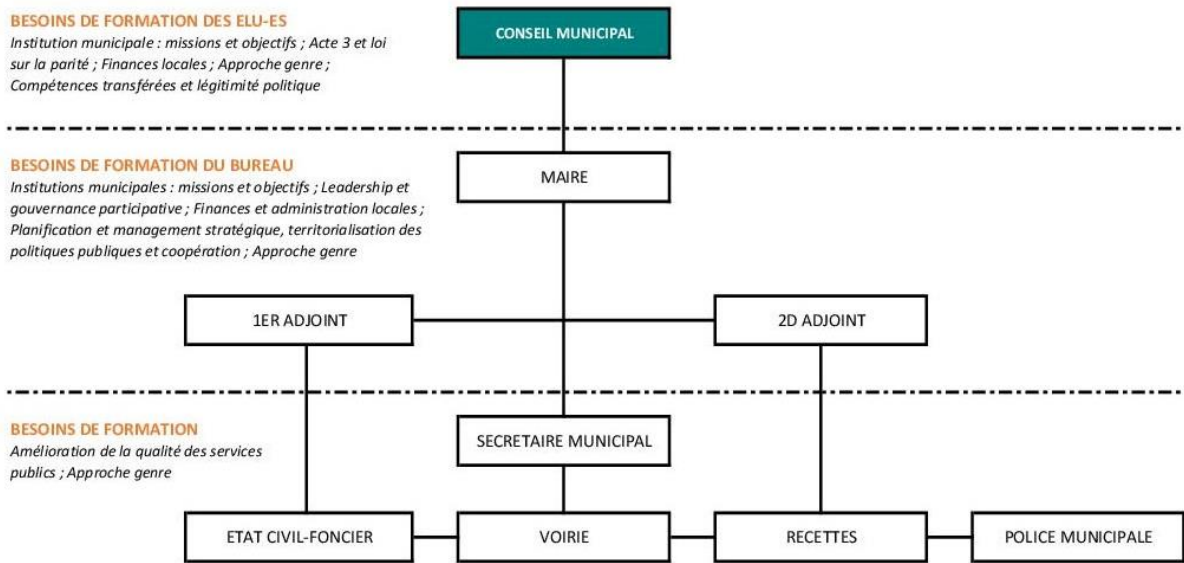 BESOINS DE FORMATION DES ELU-ES
Institution municipale : missions et objectifs ; Acte 3 et loi
sur la parité ; Finances locales ; Approche genre ;
Compétences transférées et légitimité politique
CONSEIL MUNICIPAL
BESOINS DE FORMATION DU BUREAU
Institutions municipales : missions et objectifs ; Leadership et
gouvernance participative ; Finances et administration locales ;
Planification et management stratégique, territorialisation des
politiques publiques et coopération ; Approche genre
MAIRE
1ER ADJOINT
2D ADJOINT
BESOINS DE FORMATION
Amélioration de la qualité des services
publics ; Approche genre
SECRETAIRE MUNICIPAL
ETAT CIVIL-FONCIER
VOIRIE
RECETTES
POLICE MUNICIPALE